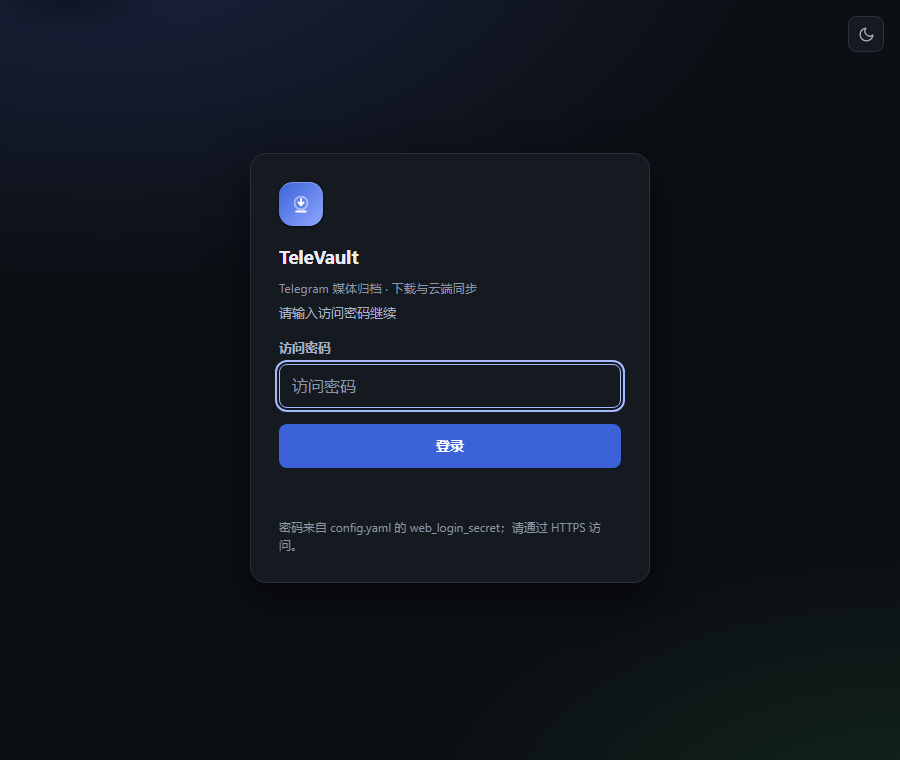 TeleVault
Telegram 媒体归档 · 下载与云端同步
请输入访问密码继续
访问密码
访问密码
登录
密码来自 config.yaml 的 web_login_secret；请通过 HTTPS 访
问。